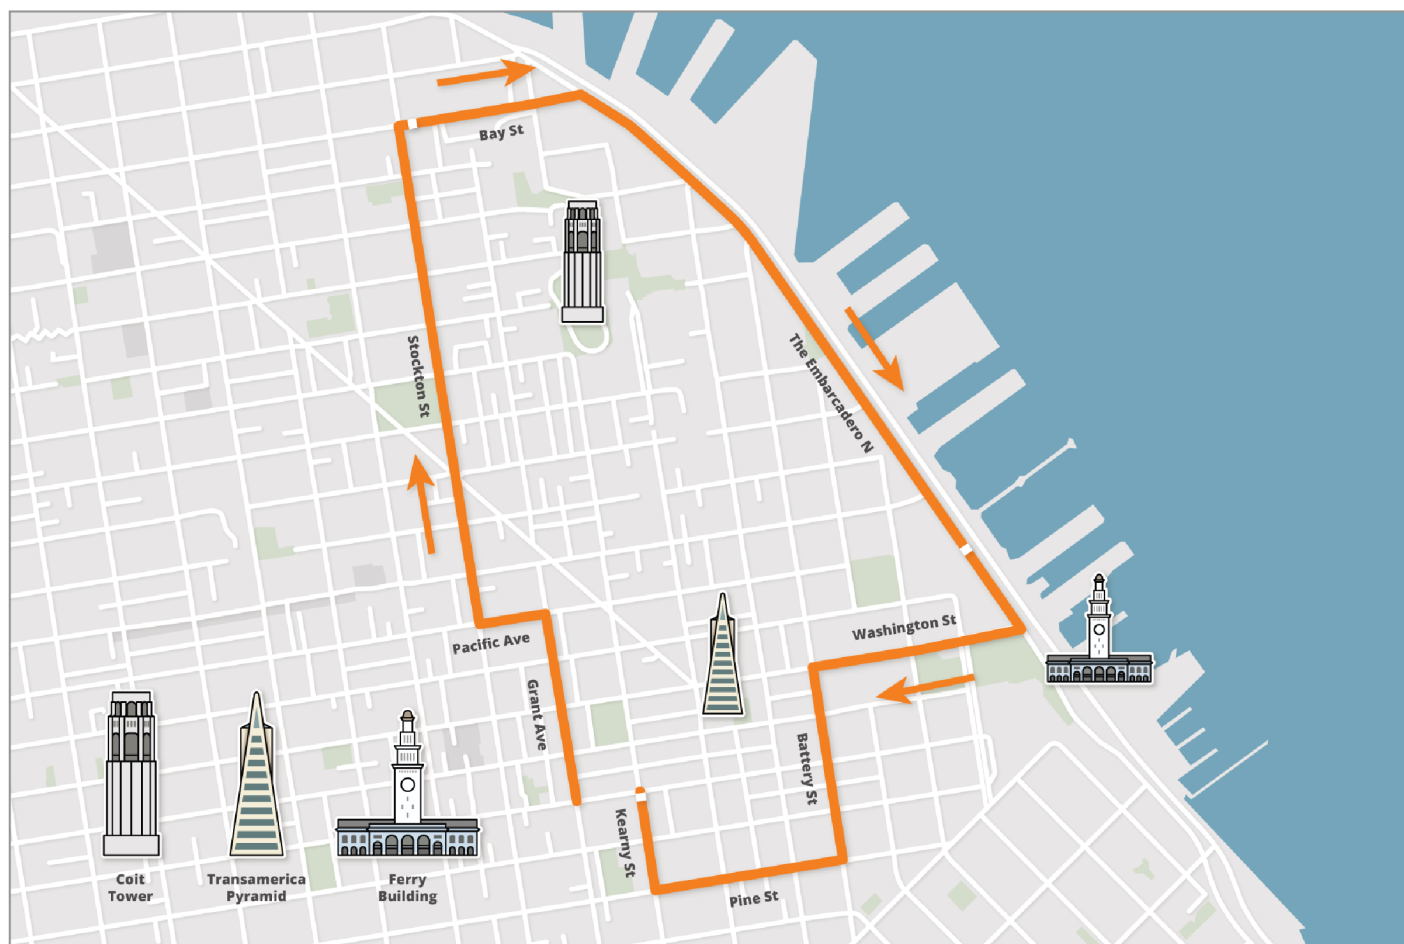 Bay St
Stockton St
The Embarcadero N
Washington St
Pacific Ave
Grant Ave
Battery St
Kearny St
Pine St
Coit
Tower
Transamerica
Pyramid
Ferry
Building